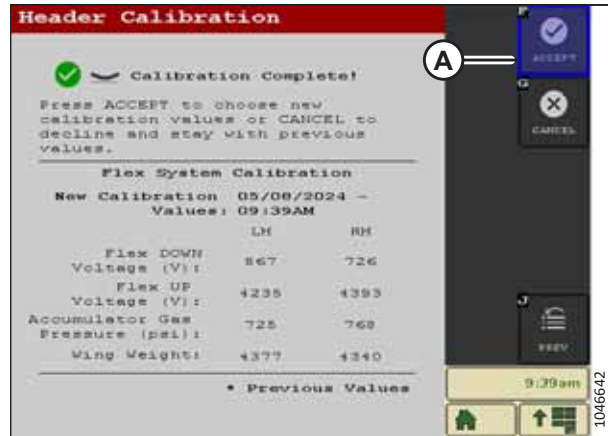 Header Calibration
Calibration Complete!
Press ACCEPT to choose new
calibration values or CANCEL to
decline and stay with previous
values.
Flex System Calibration
New Calibration 05/08/2024 -
Values: 09:39AM
LH RH
Flex DOWN
Voltage (V): 867 726
Flex UP
Voltage (V): 4235 4393
Accumulator Gas
Pressure (psi): 725 768
Wing Weight: 4377 4340
• Previous Values
A
F
ACCEPT
G
CANCEL
J
PREV
9:39am
1046642